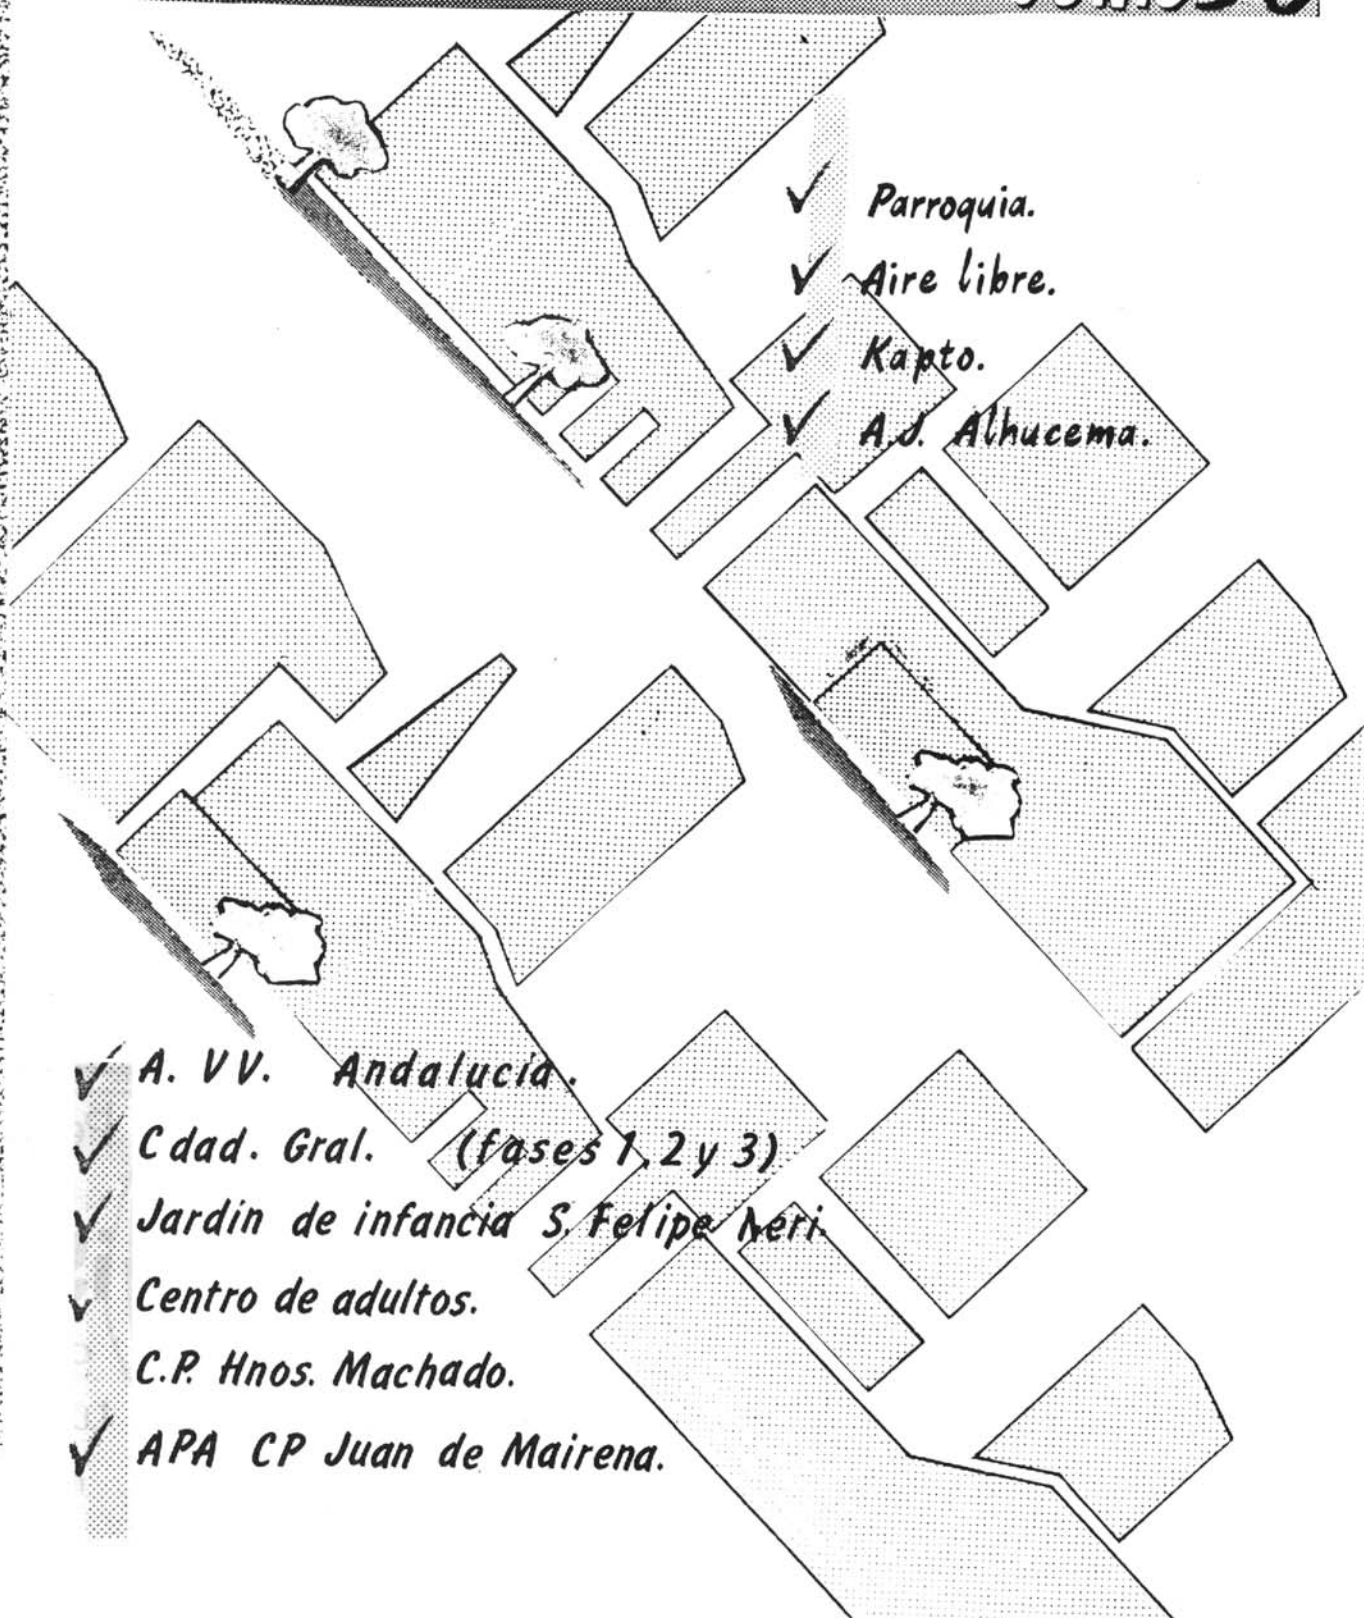 ✓ Parroquia.
✓ Aire libre.
✓ Kapto.
✓ A.J. Alhucema.
✓ A. VV. Andalucía.
✓ Cdad. Gral. (fases 1, 2 y 3)
✓ Jardin de infancia S. Felipe Neri.
✓ Centro de adultos.
C.P. Hnos. Machado.
✓ APA CP Juan de Mairena.